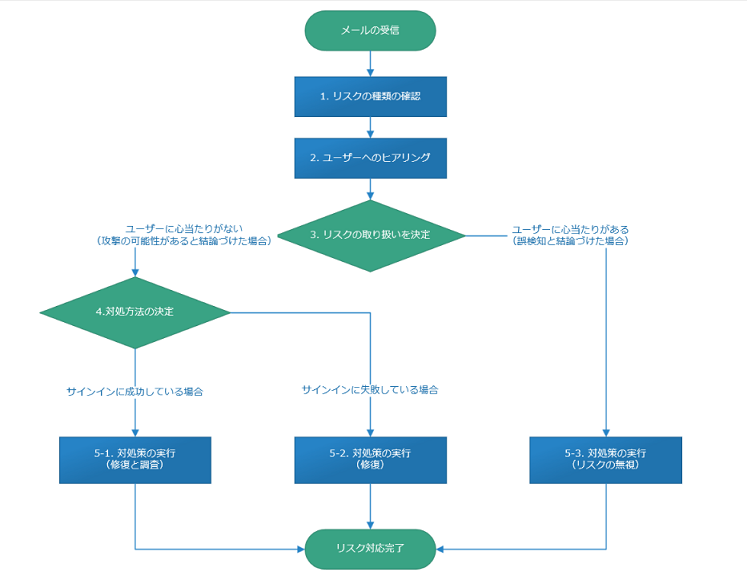 メールの受信
1. リスクの種類の確認
2. ユーザーへのヒアリング
3. リスクの取り扱いを決定
ユーザーに心当たりがない
（攻撃の可能性があると結論づけた場合）
ユーザーに心当たりがある
（誤検知と結論づけた場合）
4.対処方法の決定
サインインに成功している場合
サインインに失敗している場合
5-1. 対処策の実行
（修復と調査）
5-2. 対処策の実行
（修復）
5-3. 対処策の実行
（リスクの無視）
リスク対応完了